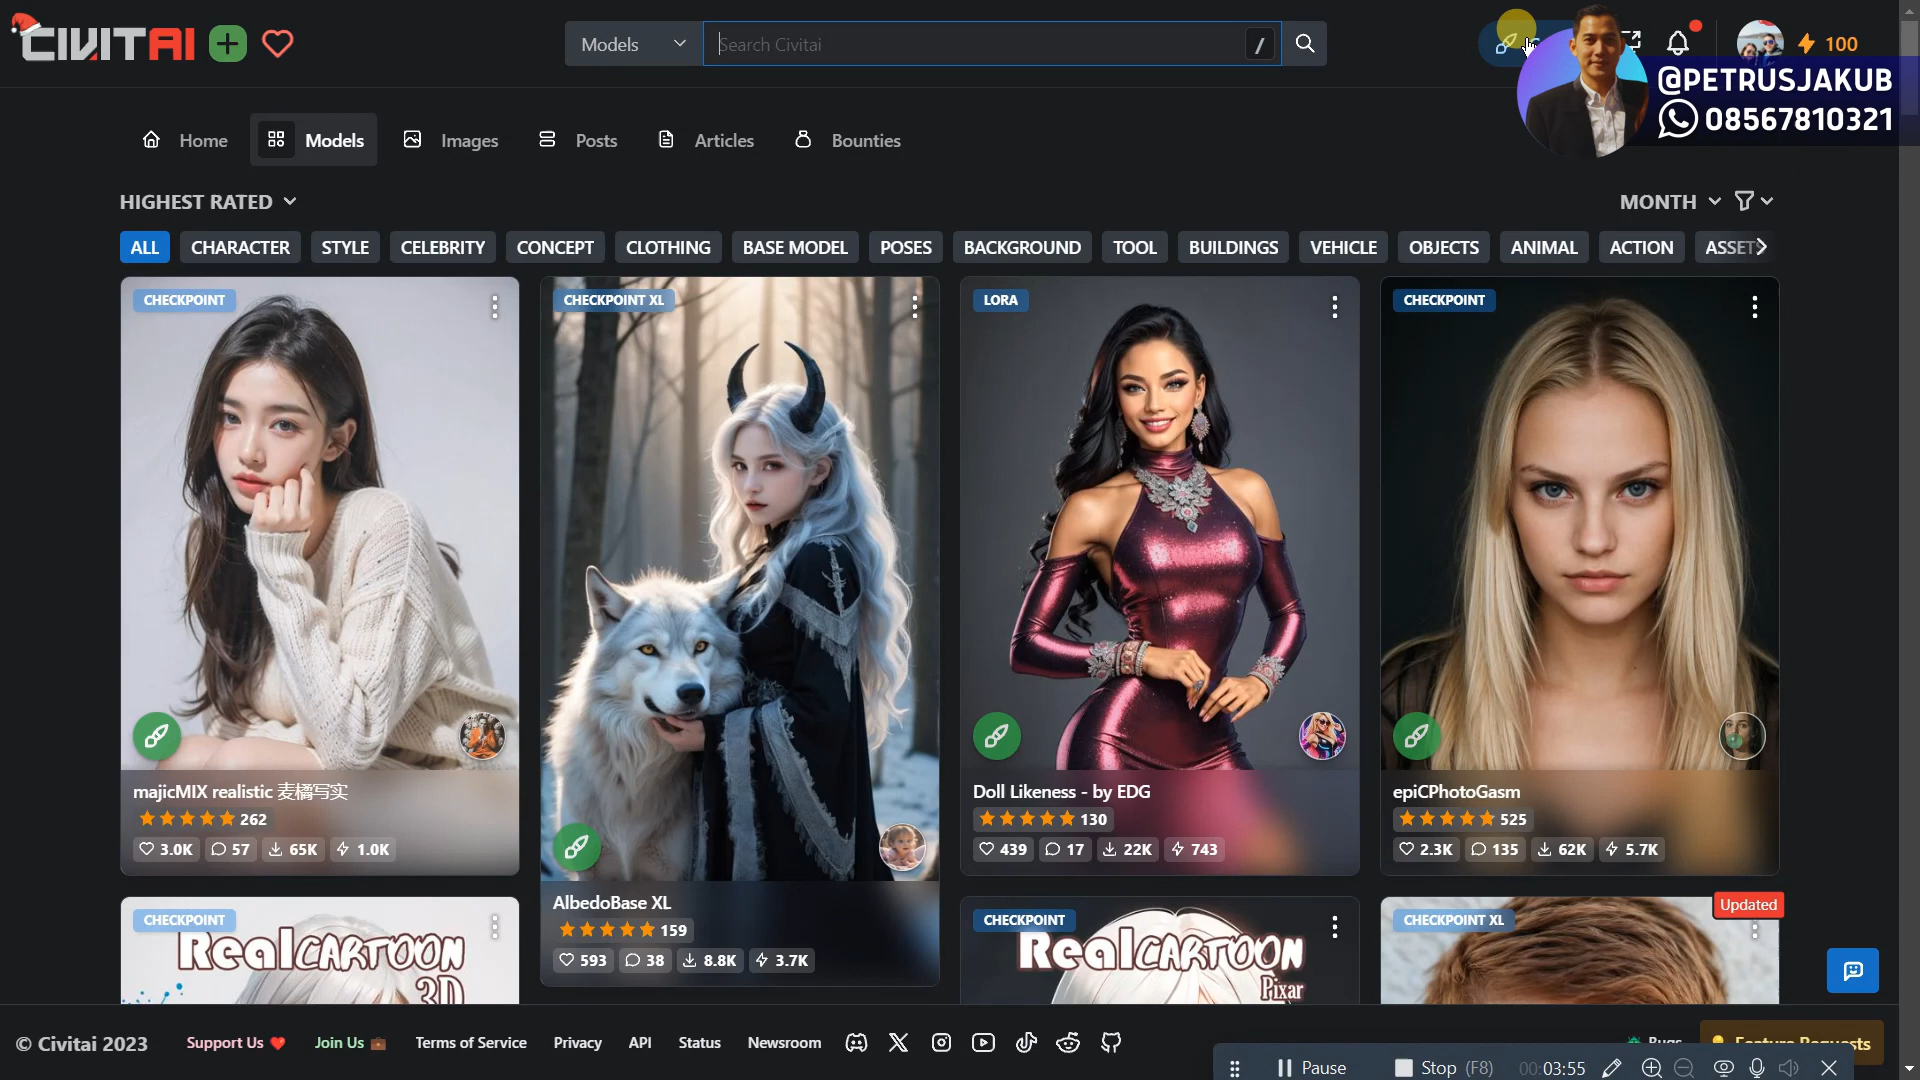 CIVITAI
Models
Search Civitai
/
100
@PETRUSJAKUB
08567810321
Home
Models
Images
Posts
Articles
Bounties
HIGHEST RATED
MONTH
ALL
CHARACTER
STYLE
CELEBRITY
CONCEPT
CLOTHING
BASE MODEL
POSES
BACKGROUND
TOOL
BUILDINGS
VEHICLE
OBJECTS
ANIMAL
ACTION
ASSETS
CHECKPOINT
CHECKPOINT XL
LORA
CHECKPOINT
majicMIX realistic 麦橘写实
262
3.0K 57 65K 1.0K
AlbedoBase XL
159
593 38 8.8K 3.7K
Doll Likeness - by EDG
130
439 17 22K 743
epiCPhotoGasm
525
2.3K 135 62K 5.7K
CHECKPOINT
RealCARTOON
3D
CHECKPOINT
RealCARTOON
Pixar
CHECKPOINT XL
Updated
© Civitai 2023
Support Us
Join Us
Terms of Service
Privacy
API
Status
Newsroom
Bugs
Feature Requests
Pause
Stop (F8)
00:03:55